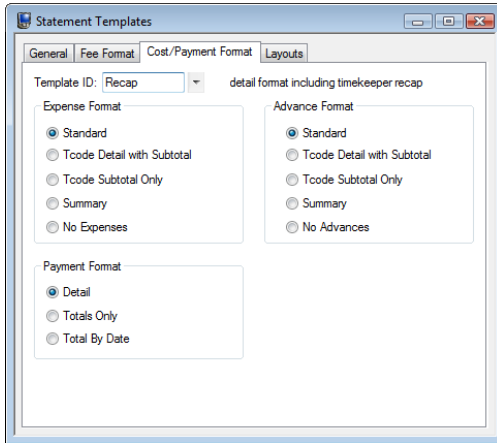 Statement Templates
General Fee Format Cost/Payment Format Layouts
Template ID: Recap detail format including timekeeper recap
Expense Format Advance Format
Standard Standard
Tcode Detail with Subtotal Tcode Detail with Subtotal
Tcode Subtotal Only Tcode Subtotal Only
Summary Summary
No Expenses No Advances
Payment Format
Detail
Totals Only
Total By Date